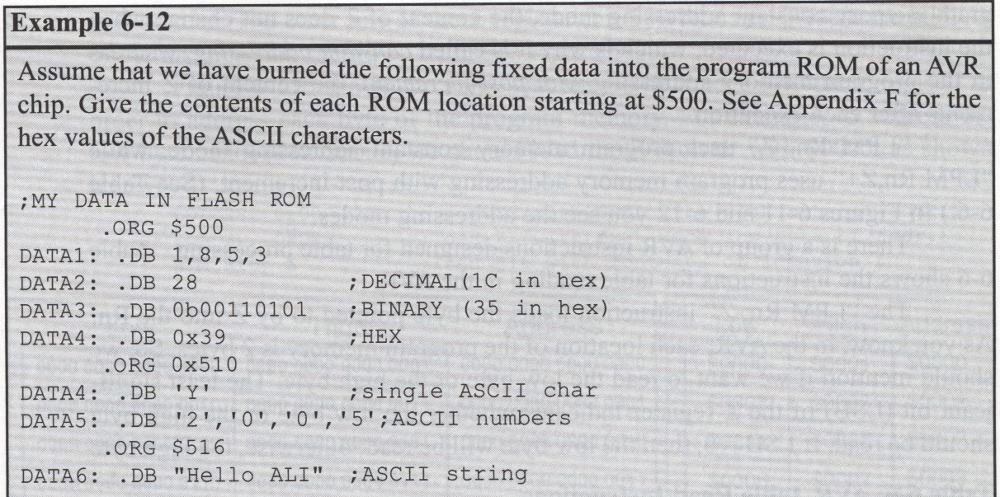 Example 6-12
Assume that we have burned the following fixed data into the program ROM of an AVR
chip. Give the contents of each ROM location starting at $500. See Appendix F for the
hex values of the ASCII characters.
;MY DATA IN FLASH ROM
.ORG $500
DATA1: .DB 1,8,5,3
DATA2: .DB 28 ;DECIMAL(1C in hex)
DATA3: .DB 0b00110101 ;BINARY (35 in hex)
DATA4: .DB 0x39 ;HEX
.ORG 0x510
DATA4: .DB 'Y' ;single ASCII char
DATA5: .DB '2','0','0','5';ASCII numbers
.ORG $516
DATA6: .DB "Hello ALI" ;ASCII string